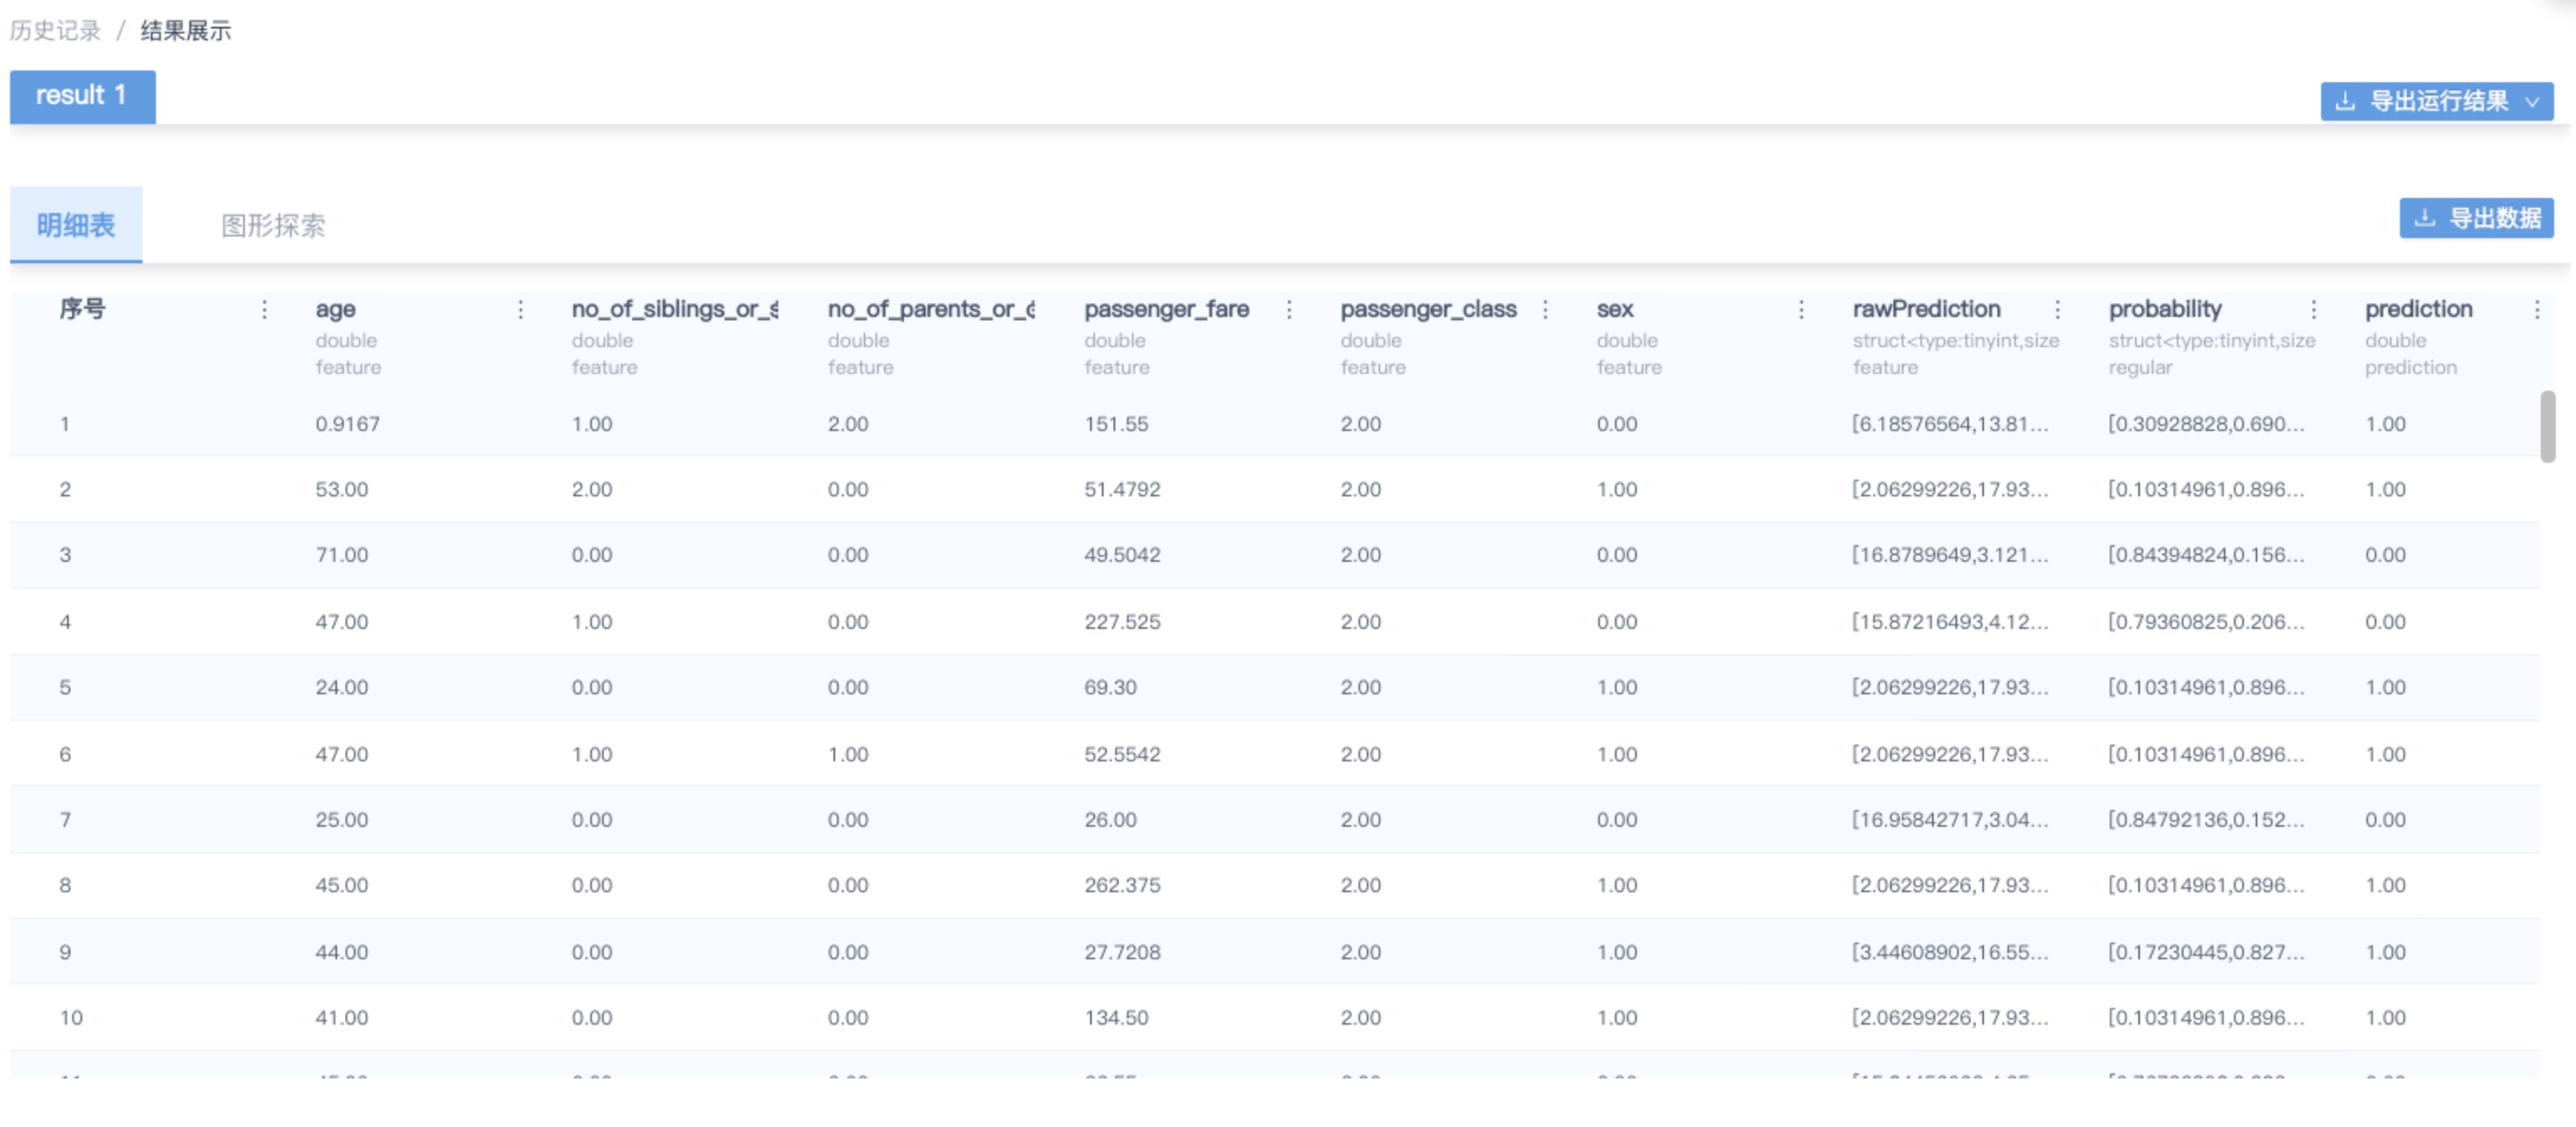 历史记录 / 结果展示
result 1
导出运行结果
明细表 图形探索 导出数据
序号 age no_of_siblings_or_ no_of_parents_or_ passenger_fare passenger_class sex rawPrediction probability prediction
double double double double double double struct<type:tinyint,size struct<type:tinyint,size double
feature feature feature feature feature feature feature regular prediction
1 0.9167 1.00 2.00 151.55 2.00 0.00 [6.18576564,13.81... [0.30928828,0.690... 1.00
2 53.00 2.00 0.00 51.4792 2.00 1.00 [2.06299226,17.93... [0.10314961,0.896... 1.00
3 71.00 0.00 0.00 49.5042 2.00 0.00 [16.8789649,3.121... [0.84394824,0.156... 0.00
4 47.00 1.00 0.00 227.525 2.00 0.00 [15.87216493,4.12... [0.79360825,0.206... 0.00
5 24.00 0.00 0.00 69.30 2.00 1.00 [2.06299226,17.93... [0.10314961,0.896... 1.00
6 47.00 1.00 1.00 52.5542 2.00 1.00 [2.06299226,17.93... [0.10314961,0.896... 1.00
7 25.00 0.00 0.00 26.00 2.00 0.00 [16.95842717,3.04... [0.84792136,0.152... 0.00
8 45.00 0.00 0.00 262.375 2.00 1.00 [2.06299226,17.93... [0.10314961,0.896... 1.00
9 44.00 0.00 0.00 27.7208 2.00 1.00 [3.44608902,16.55... [0.17230445,0.827... 1.00
10 41.00 0.00 0.00 134.50 2.00 1.00 [2.06299226,17.93... [0.10314961,0.896... 1.00